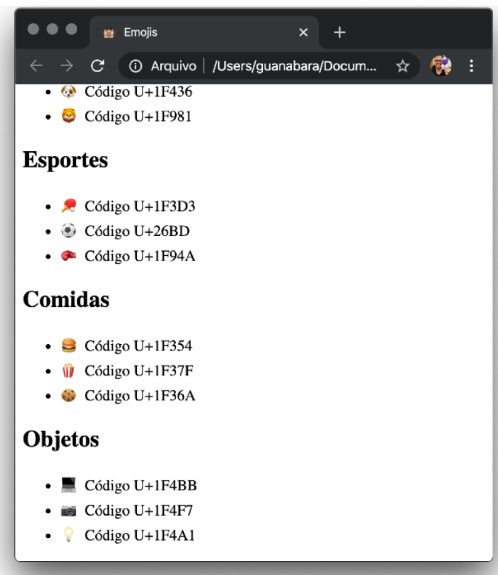 Emojis
Arquivo | /Users/guanabara/Docum...
🐶 Código U+1F436
🦁 Código U+1F981
Esportes
🏓 Código U+1F3D3
⚽ Código U+26BD
🥊 Código U+1F94A
Comidas
🍔 Código U+1F354
🍿 Código U+1F37F
🍪 Código U+1F36A
Objetos
💻 Código U+1F4BB
📷 Código U+1F4F7
💡 Código U+1F4A1